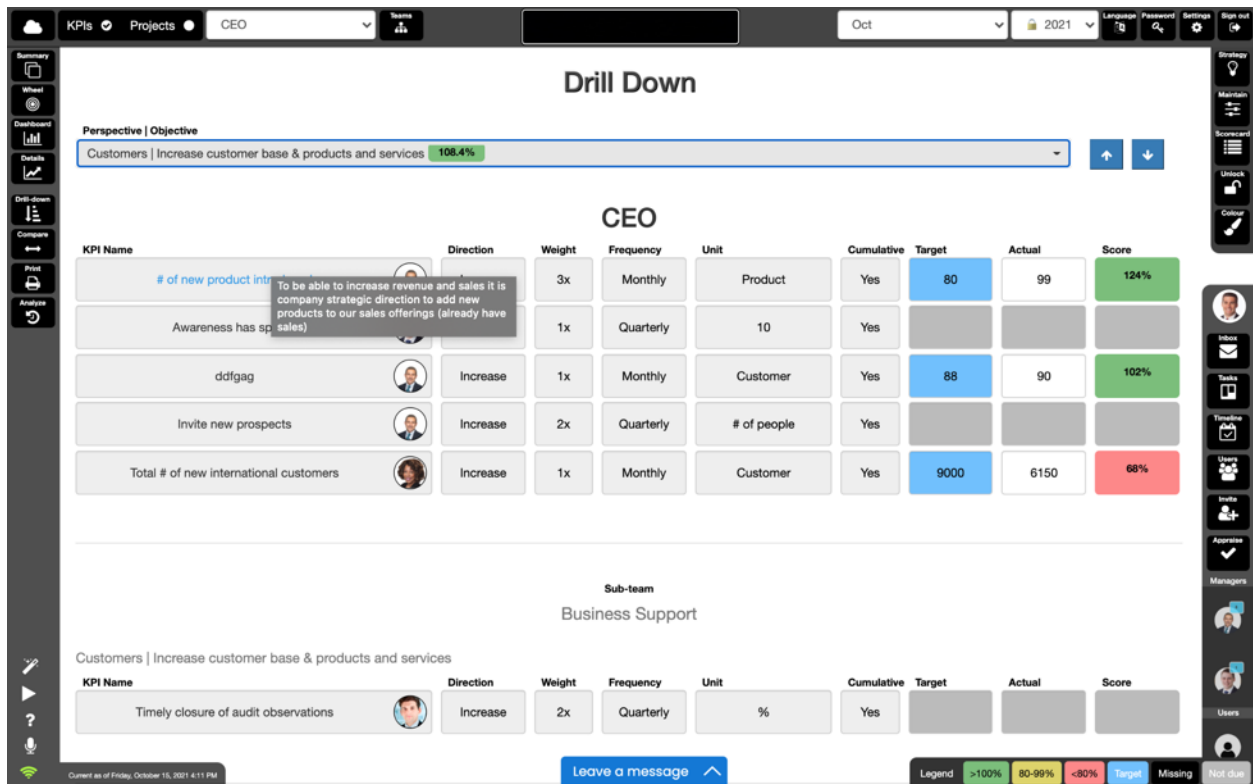 KPIs Projects CEO Teams Oct 2021 Language Password Settings Sign out
Summary
Wheel
Dashboard
Details
Drill-down
Compare
Print
Analyze
Drill Down
Perspective | Objective
Customers | Increase customer base & products and services 108.4%
CEO
KPI Name Direction Weight Frequency Unit Cumulative Target Actual Score
# of new product 3x Monthly Product Yes 80 99 124%
To be able to increase revenue and sales it is
company strategic direction to add new
products to our sales offerings (already have
sales)
Awareness has 1x Quarterly 10 Yes
ddfgag Increase 1x Monthly Customer Yes 88 90 102%
Invite new prospects Increase 2x Quarterly # of people Yes
Total # of new international customers Increase 1x Monthly Customer Yes 9000 6150 68%
Sub-team
Business Support
Customers | Increase customer base & products and services
KPI Name Direction Weight Frequency Unit Cumulative Target Actual Score
Timely closure of audit observations Increase 2x Quarterly % Yes
Strategy
Maintain
Scorecard
Unlock
Colour
Inbox
Tasks
Timeline
Users
Invite
Appraise
Managers
Users
?
Current as of Friday, October 15, 2021 4:11 PM
Leave a message
Legend >100% 80-99% <80% Target Missing Not due